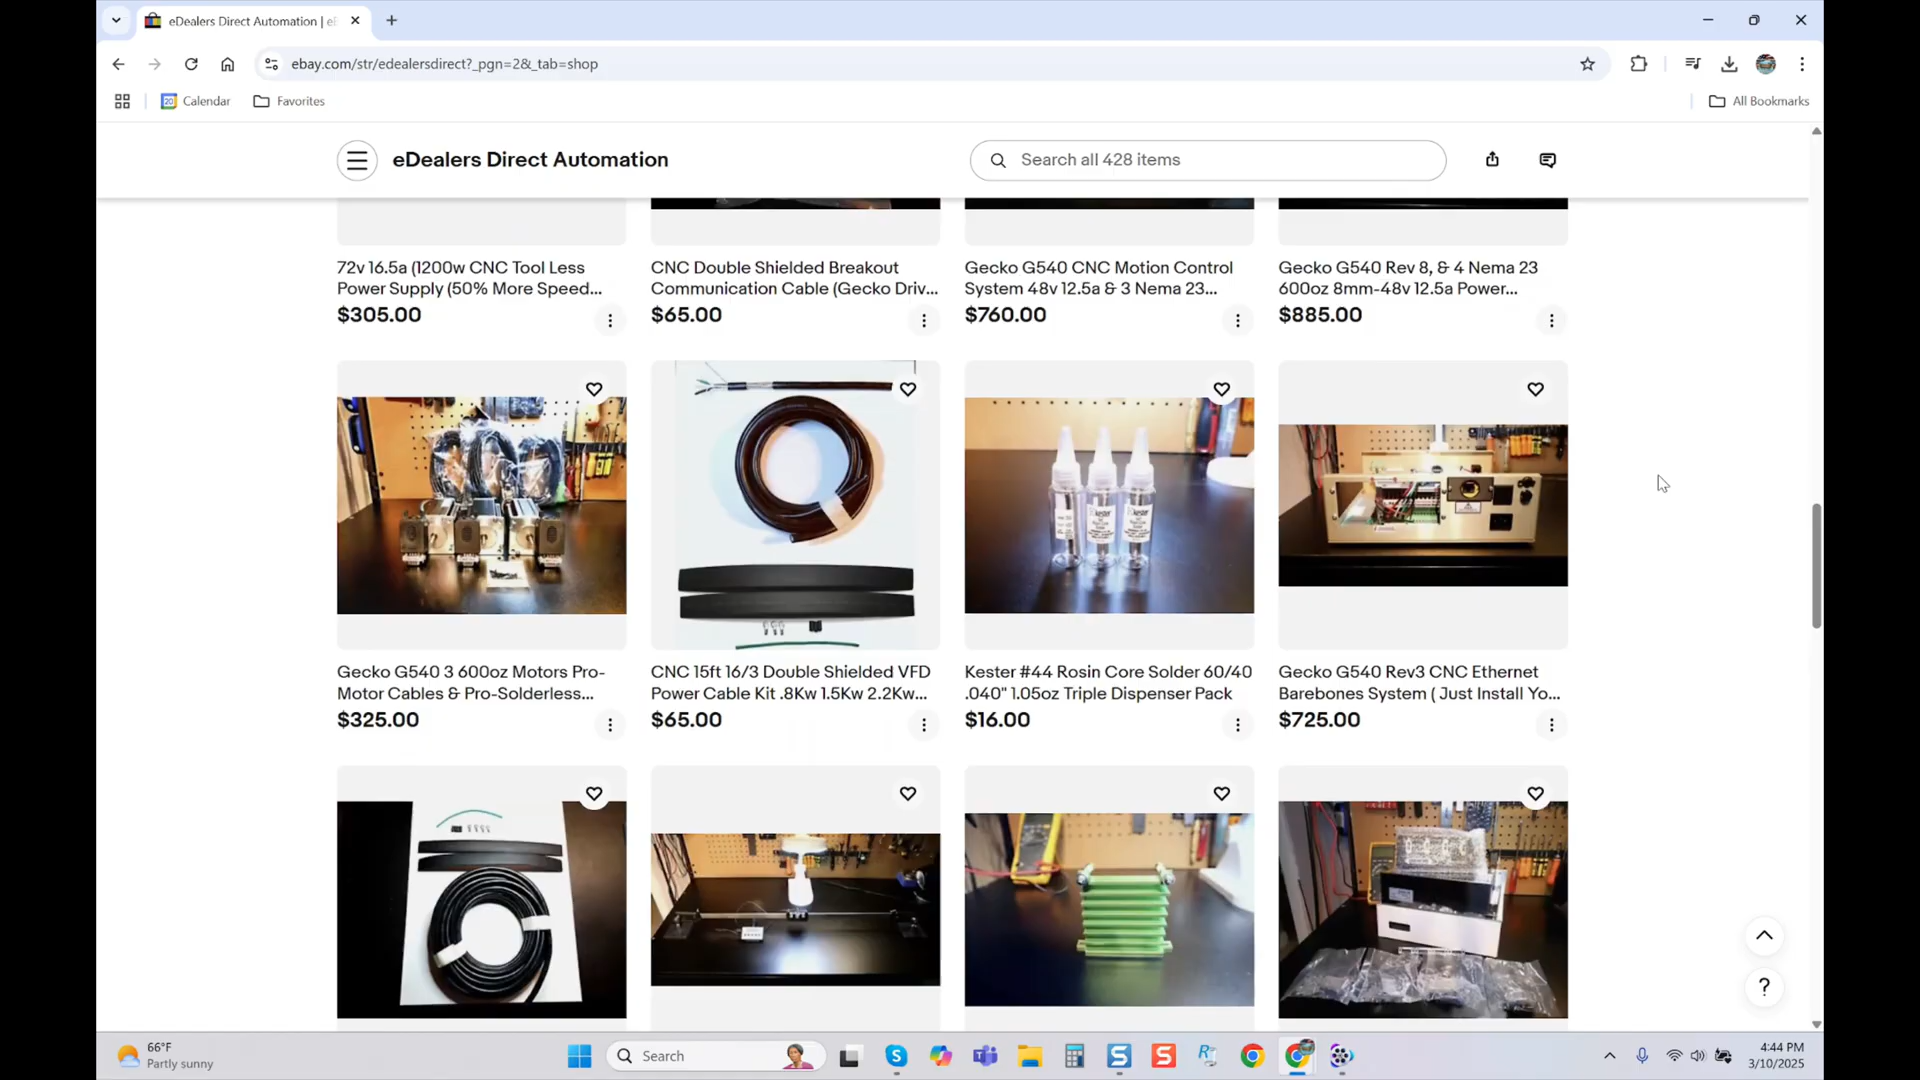 eDealers Direct Automation | e
ebay.com/str/edealersdirect?_pgn=2&_tab=shop
Calendar
Favorites
All Bookmarks
eDealers Direct Automation
Search all 428 items
72v 16.5a (1200w CNC Tool Less
Power Supply (50% More Speed...
$305.00
CNC Double Shielded Breakout
Communication Cable (Gecko Driv...
$65.00
Gecko G540 CNC Motion Control
System 48v 12.5a & 3 Nema 23...
$760.00
Gecko G540 Rev 8, & 4 Nema 23
600oz 8mm-48v 12.5a Power...
$885.00
Gecko G540 3 600oz Motors Pro-
Motor Cables & Pro-Solderless...
$325.00
CNC 15ft 16/3 Double Shielded VFD
Power Cable Kit .8Kw 1.5Kw 2.2Kw...
$65.00
Kester
Kester
Kester #44 Rosin Core Solder 60/40
.040" 1.05oz Triple Dispenser Pack
$16.00
Gecko G540 Rev3 CNC Ethernet
Barebones System ( Just Install Yo...
$725.00
66°F
Partly sunny
Search
4:44 PM
3/10/2025